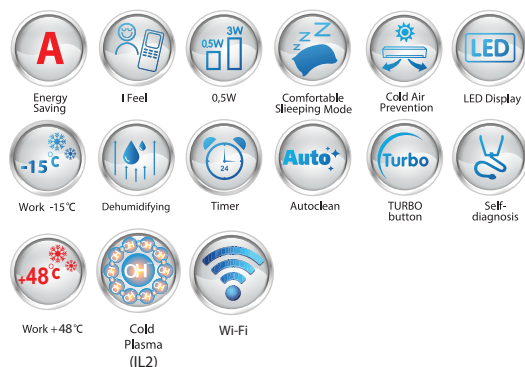 A
0,5W 3W
Z Z Z
LED
Energy Saving
I Feel
0,5W
Comfortable Slieeping Mode
Cold Air Prevention
LED Display
-15°C
24
Auto
Turbo
Work -15°C
Dehumidifying
Timer
Autoclean
TURBO button
Self-diagnosis
+48°C
OH
Work +48°C
Cold Plasma (IL2)
Wi-Fi